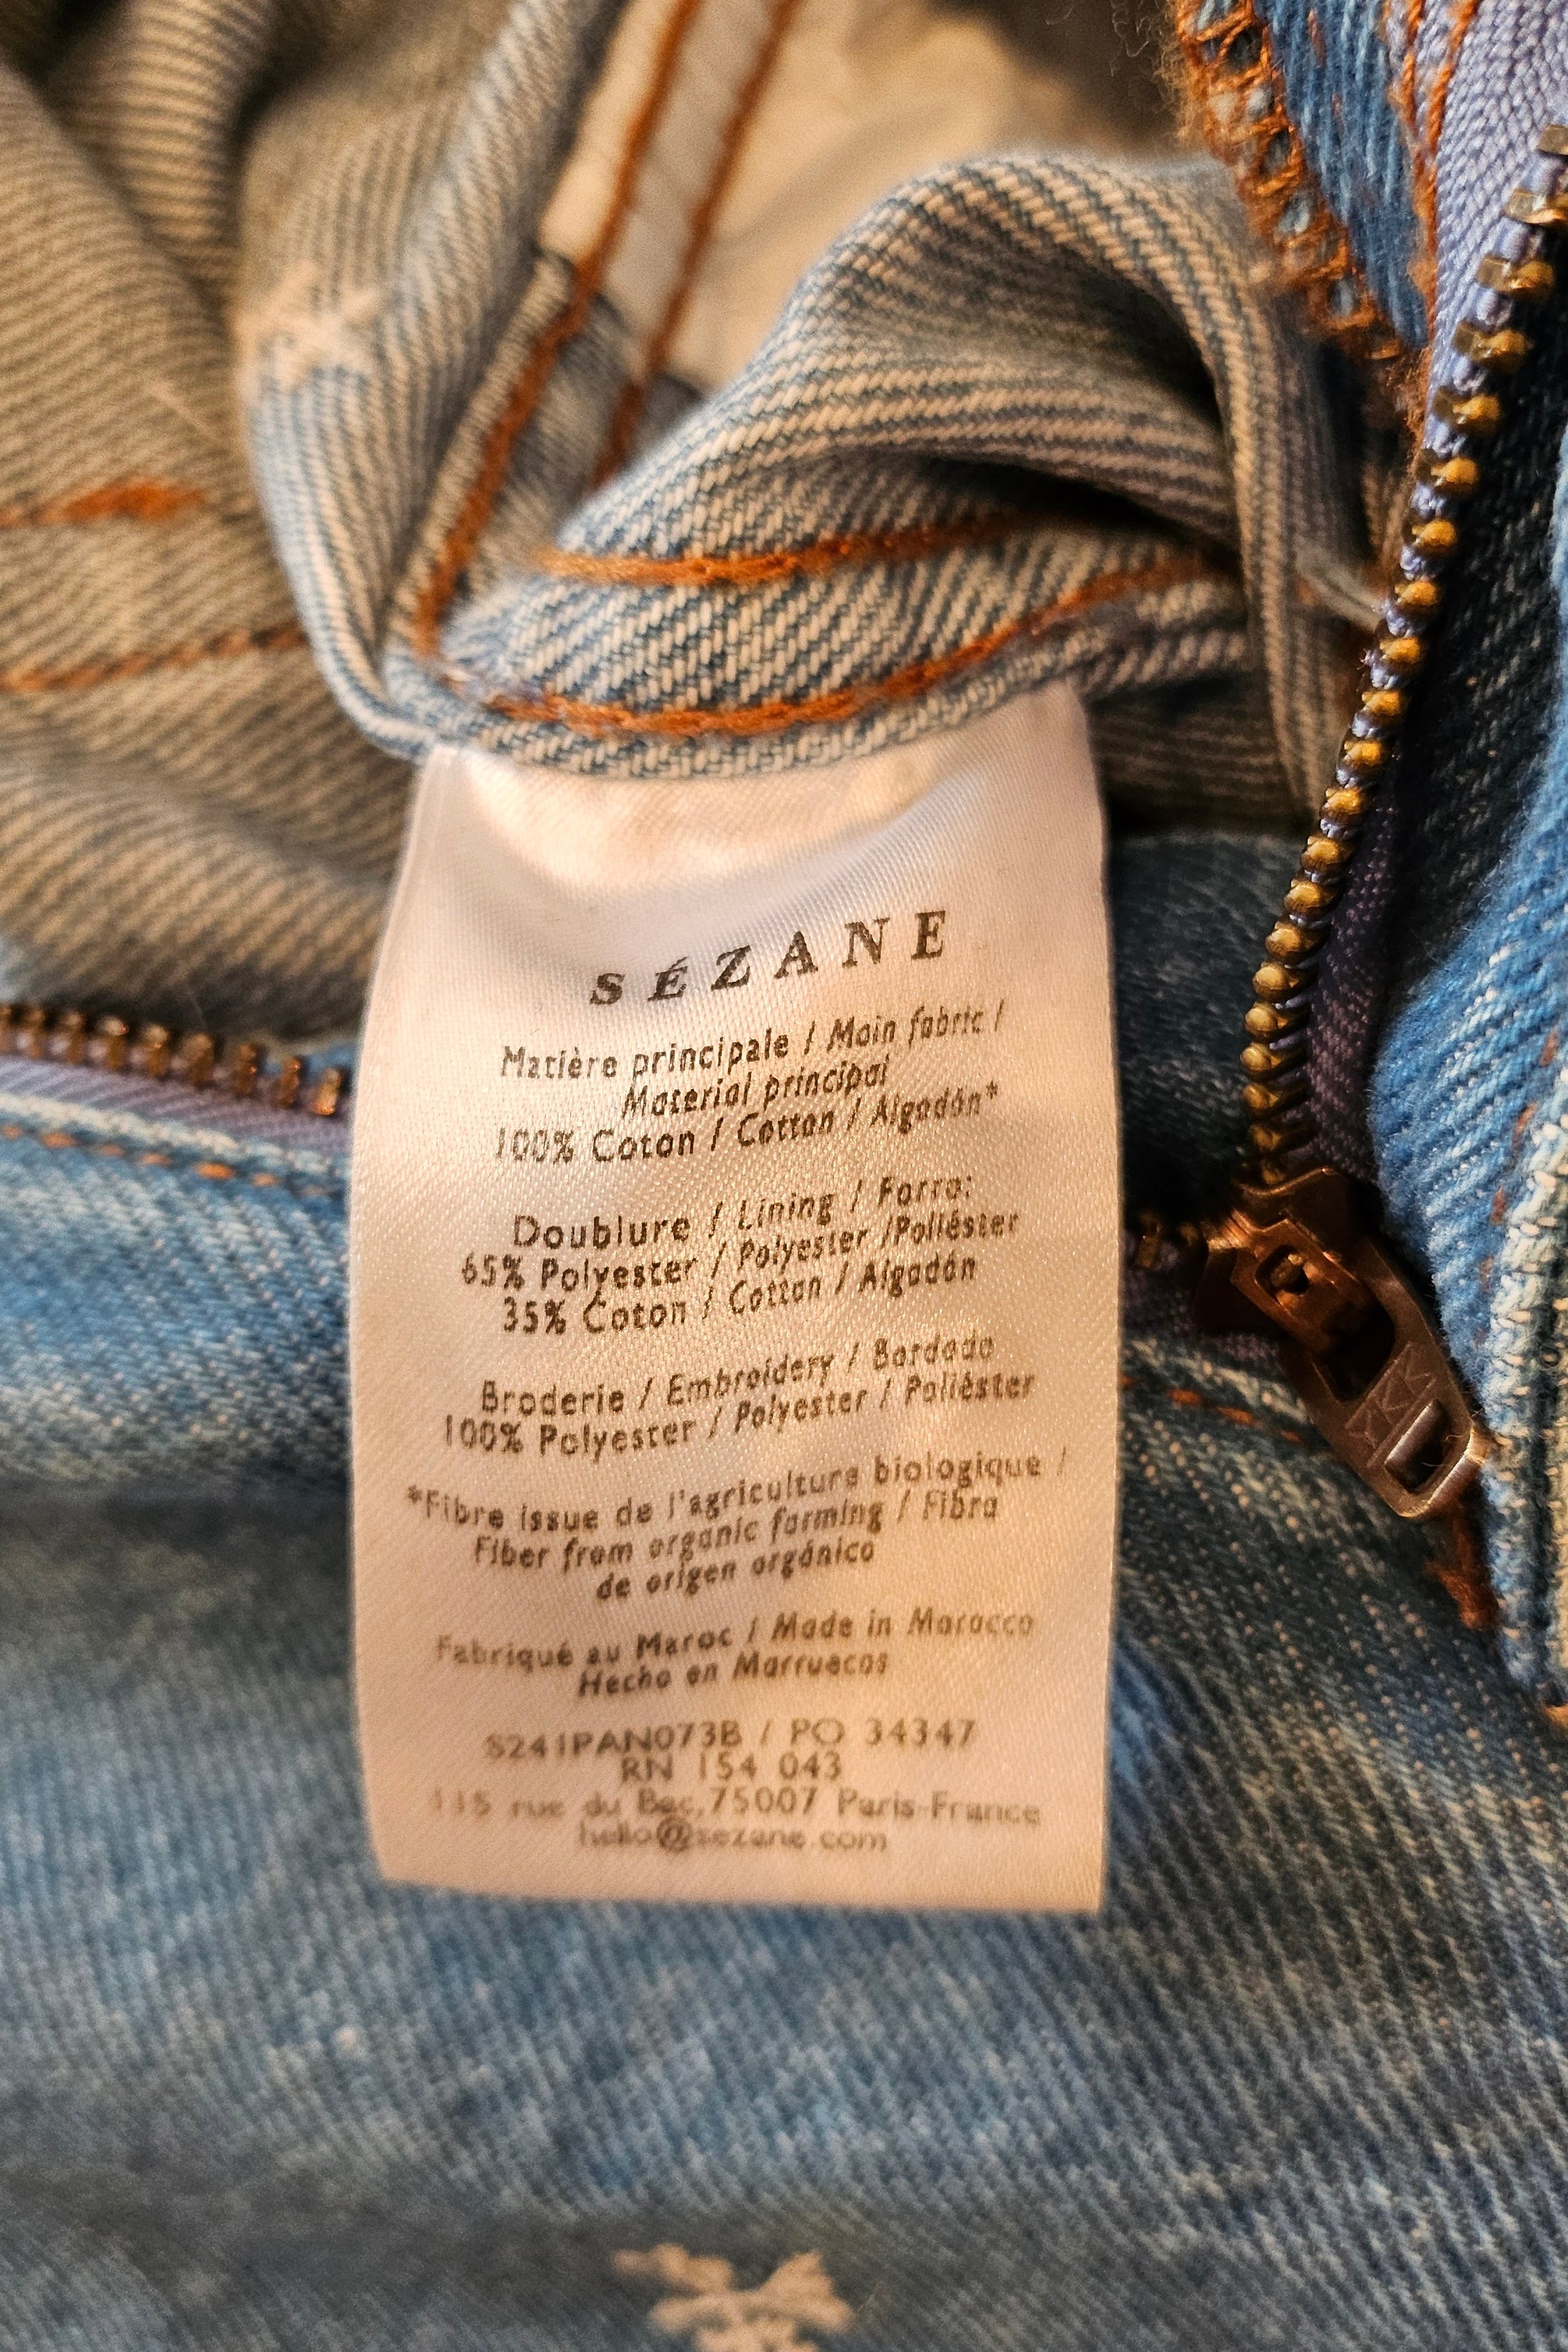 SÉZANE
Matière principale / Main fabric /
Material principal
100% Coton / Cotton / Algodón*
Doublure / Lining / Forro:
65% Polyester / Polyester /Poliéster
35% Coton / Cotton / Algodón
Broderie / Embroidery / Bordado
100% Polyester / Polyester / Poliéster
*Fibre issue de l'agriculture biologique /
Fiber from organic farming / Fibra
de origen orgánico
Fabriqué au Maroc / Made in Morocco
Hecho en Marruecos
S241PAN073B / PO 34347
RN 154 043
115 rue du Bac,75007 Paris-France
hello@sezane.com